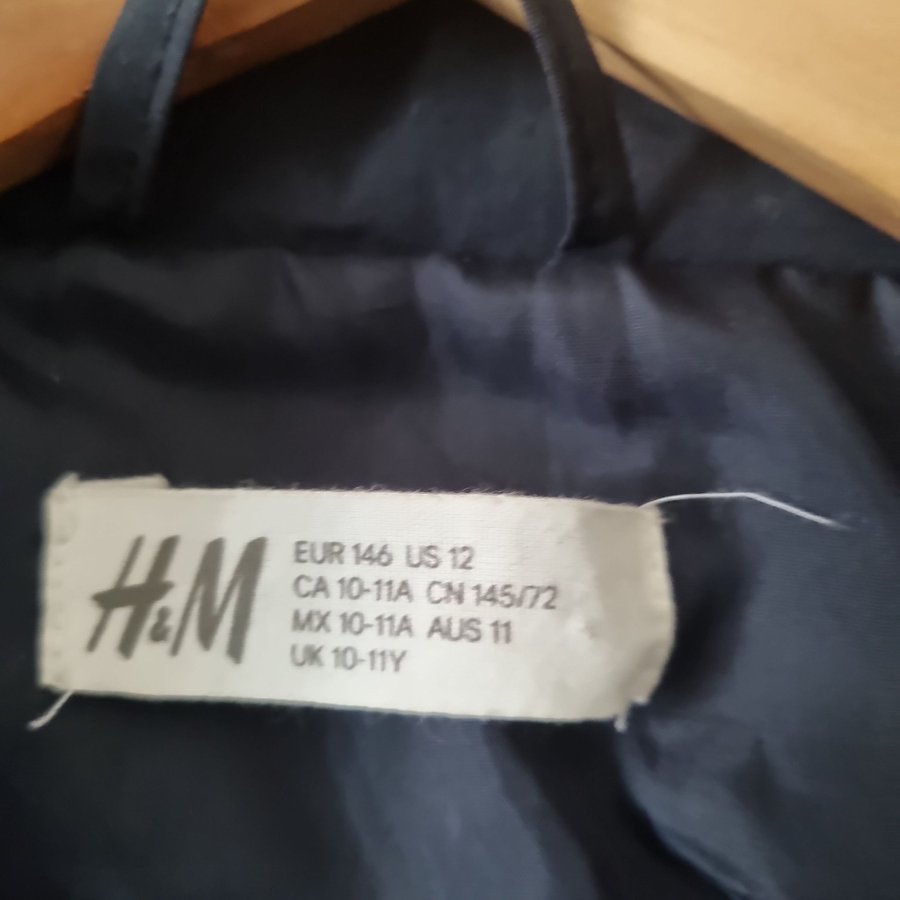 H&M
EUR 146 US 12
CA 10-11A CN 145/72
MX 10-11A AUS 11
UK 10-11Y